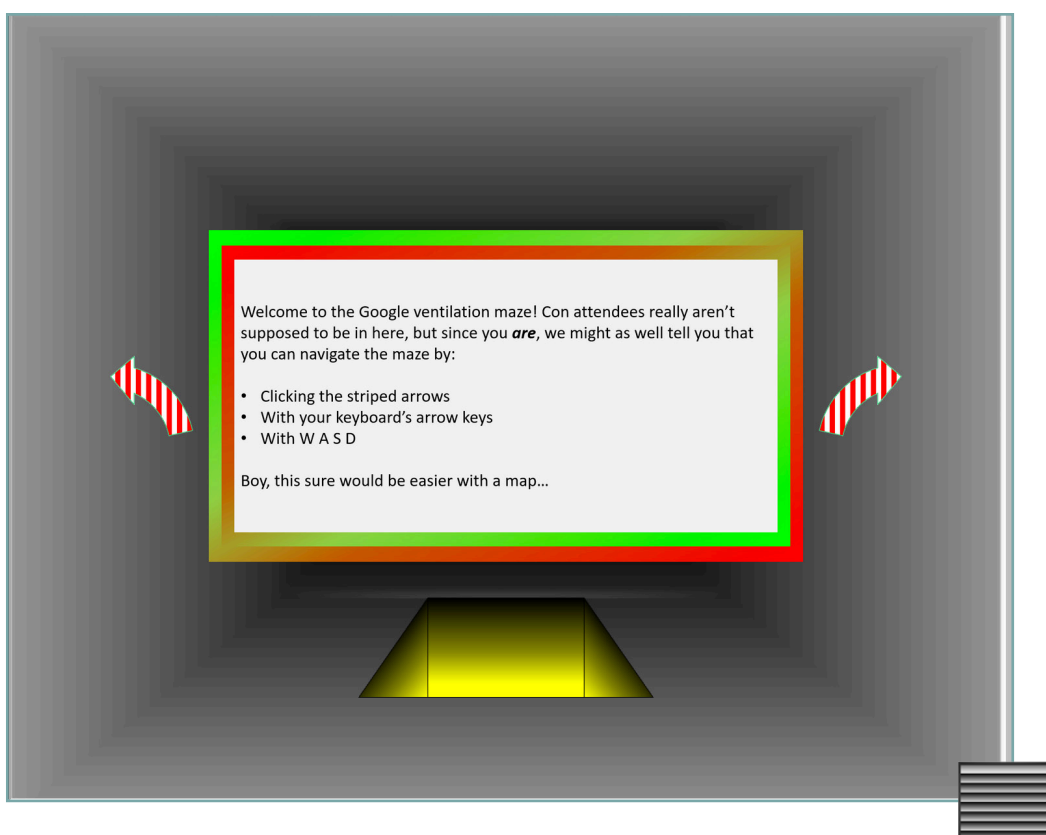 Welcome to the Google ventilation maze! Con attendees really aren’t
supposed to be in here, but since you are, we might as well tell you that
you can navigate the maze by:
• Clicking the striped arrows
• With your keyboard’s arrow keys
• With W A S D
Boy, this sure would be easier with a map…